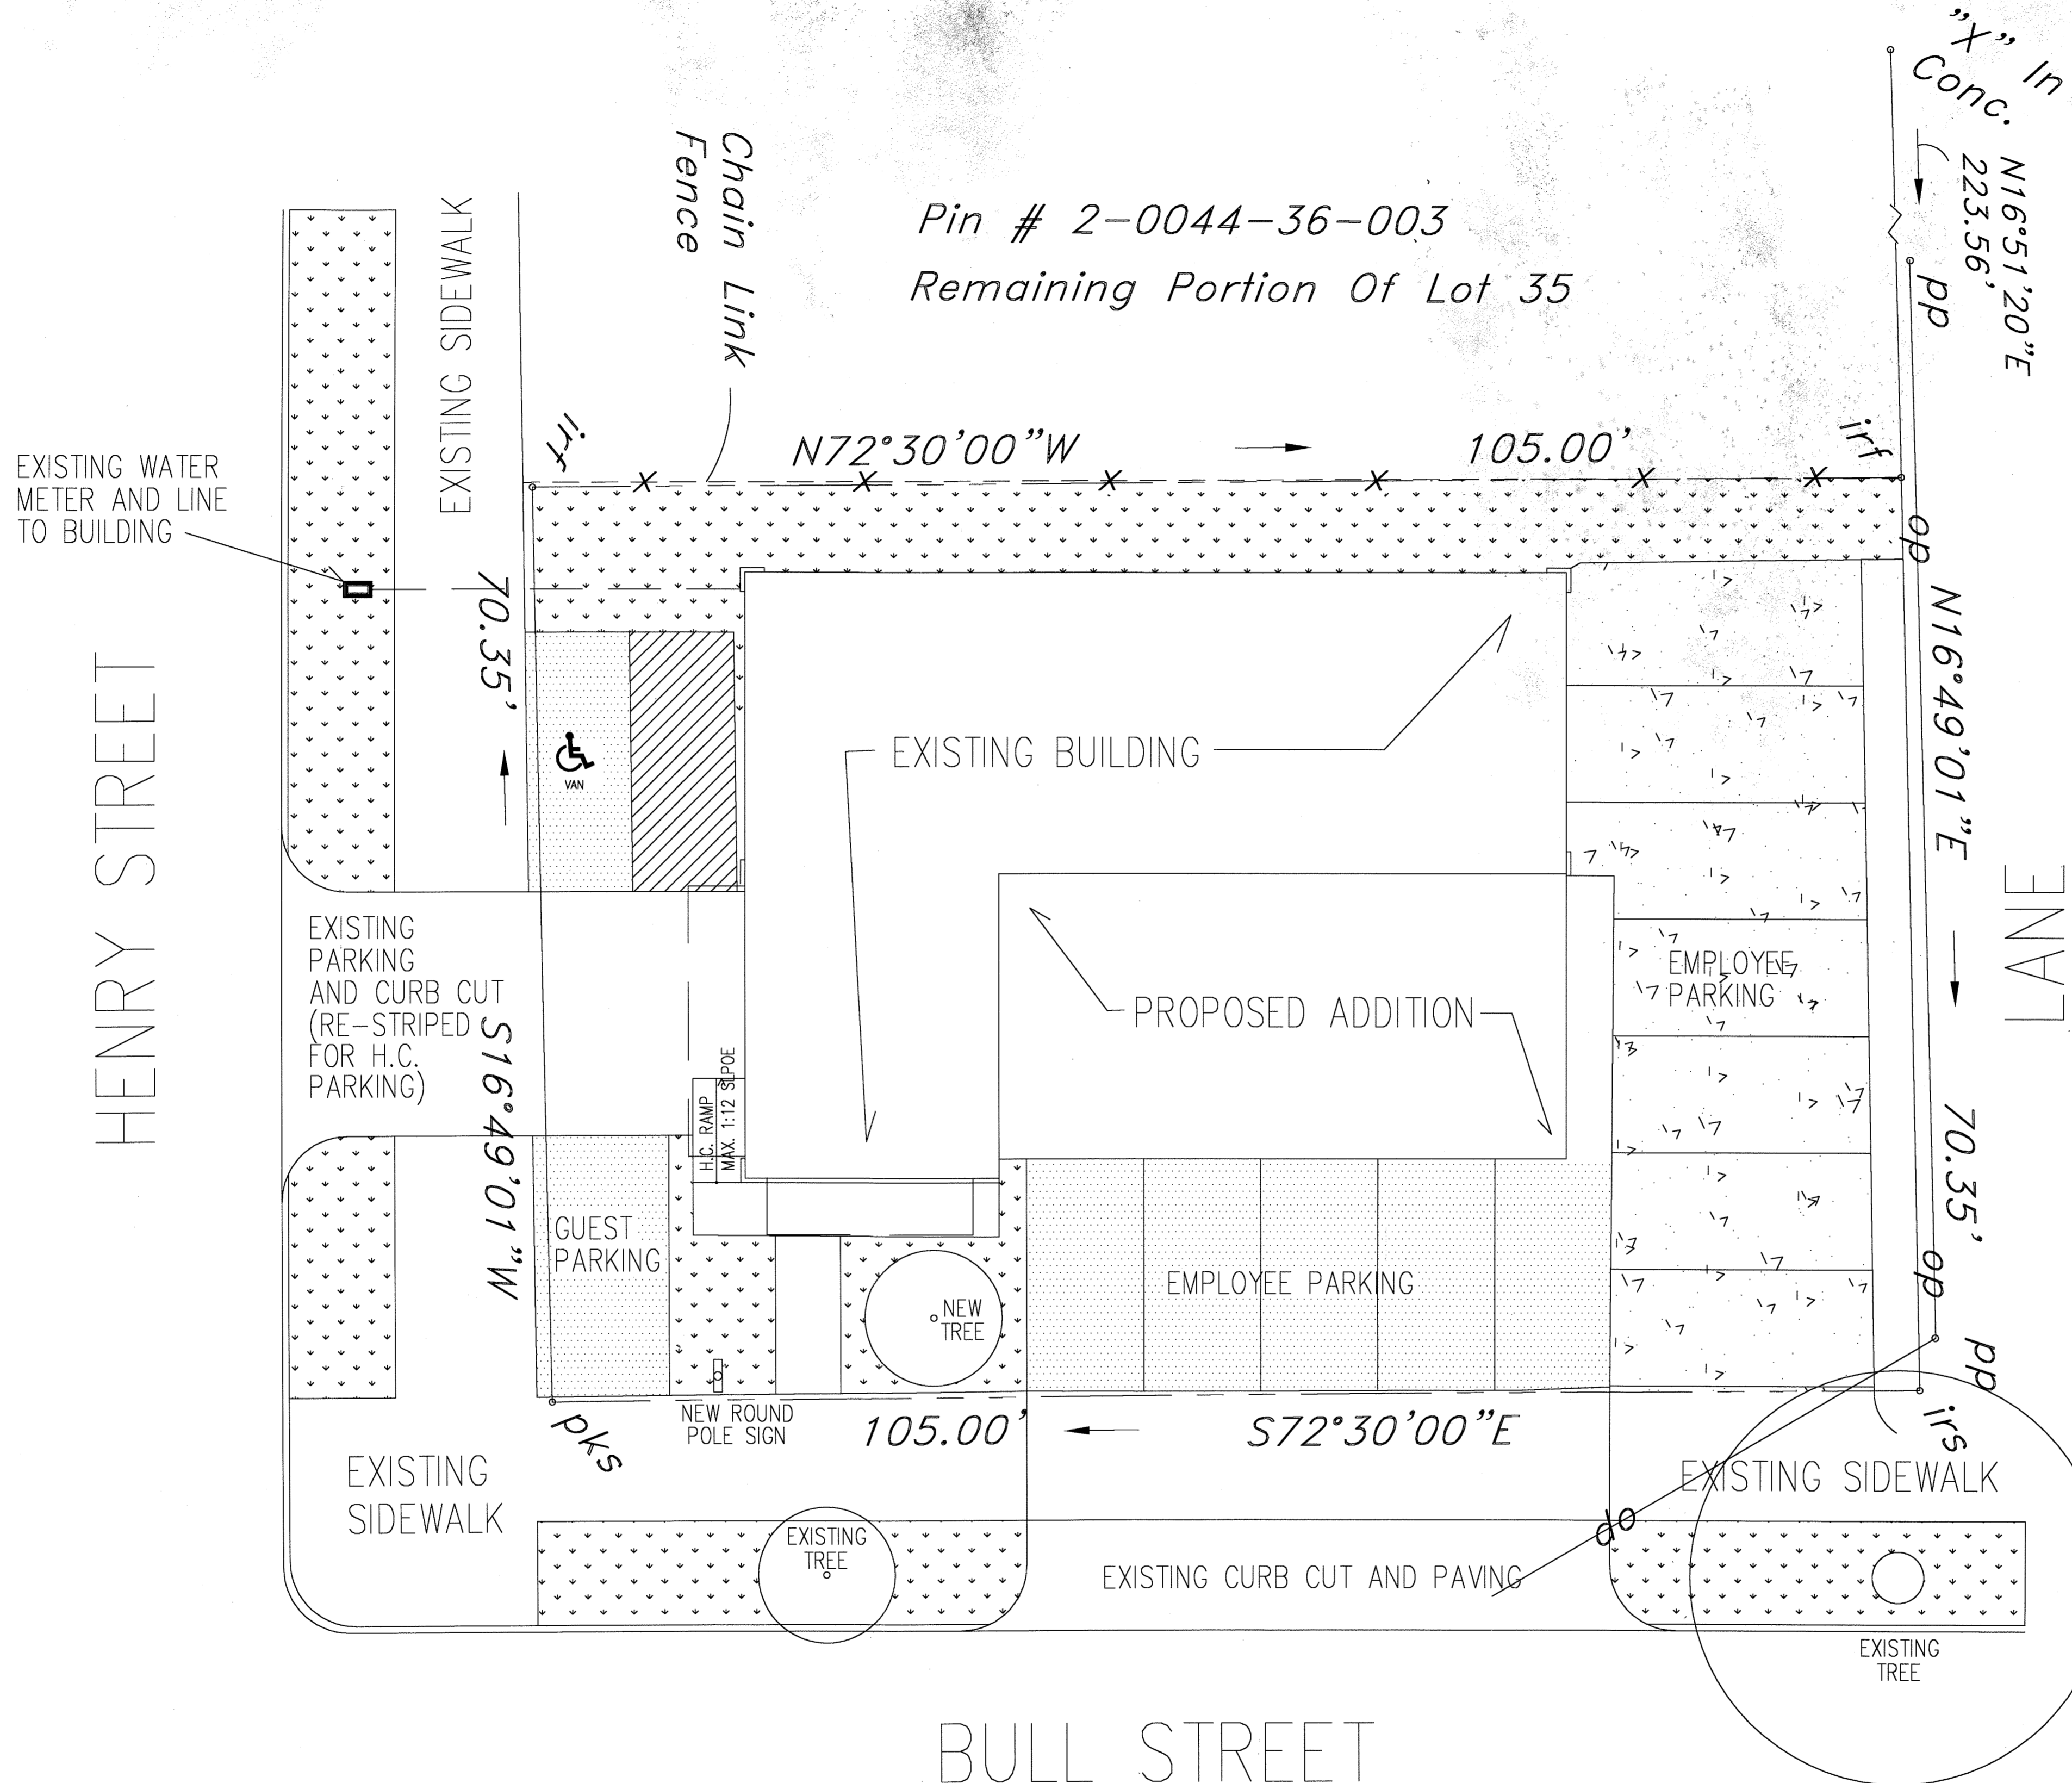 "X" In
Conc.
N16°51'20"E
223.56'
pp
Chain Link
Fence
Pin # 2-0044-36-003
Remaining Portion Of Lot 35
EXISTING SIDEWALK
irf
N72°30'00"W
105.00'
irf
EXISTING WATER
METER AND LINE
TO BUILDING
op
N16°49'01"E
70.35'
VAN
EXISTING BUILDING
HENRY STREET
LANE
EXISTING
PARKING
AND CURB CUT
(RE-STRIPED
FOR H.C.
PARKING)
S16°49'01"W
EMPLOYEE
PARKING
PROPOSED ADDITION
H.C. RAMP
MAX. 1:12 SLPOE
70.35'
GUEST
PARKING
EMPLOYEE PARKING
NEW
TREE
op
pp
NEW ROUND
POLE SIGN
105.00'
S72°30'00"E
pks
irs
EXISTING
SIDEWALK
EXISTING SIDEWALK
op
EXISTING
TREE
EXISTING CURB CUT AND PAVING
EXISTING
TREE
BULL STREET